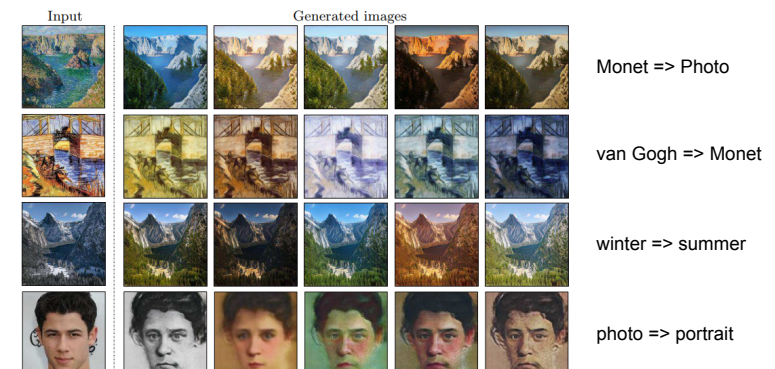 Input
Generated images
Monet => Photo
van Gogh => Monet
winter => summer
photo => portrait